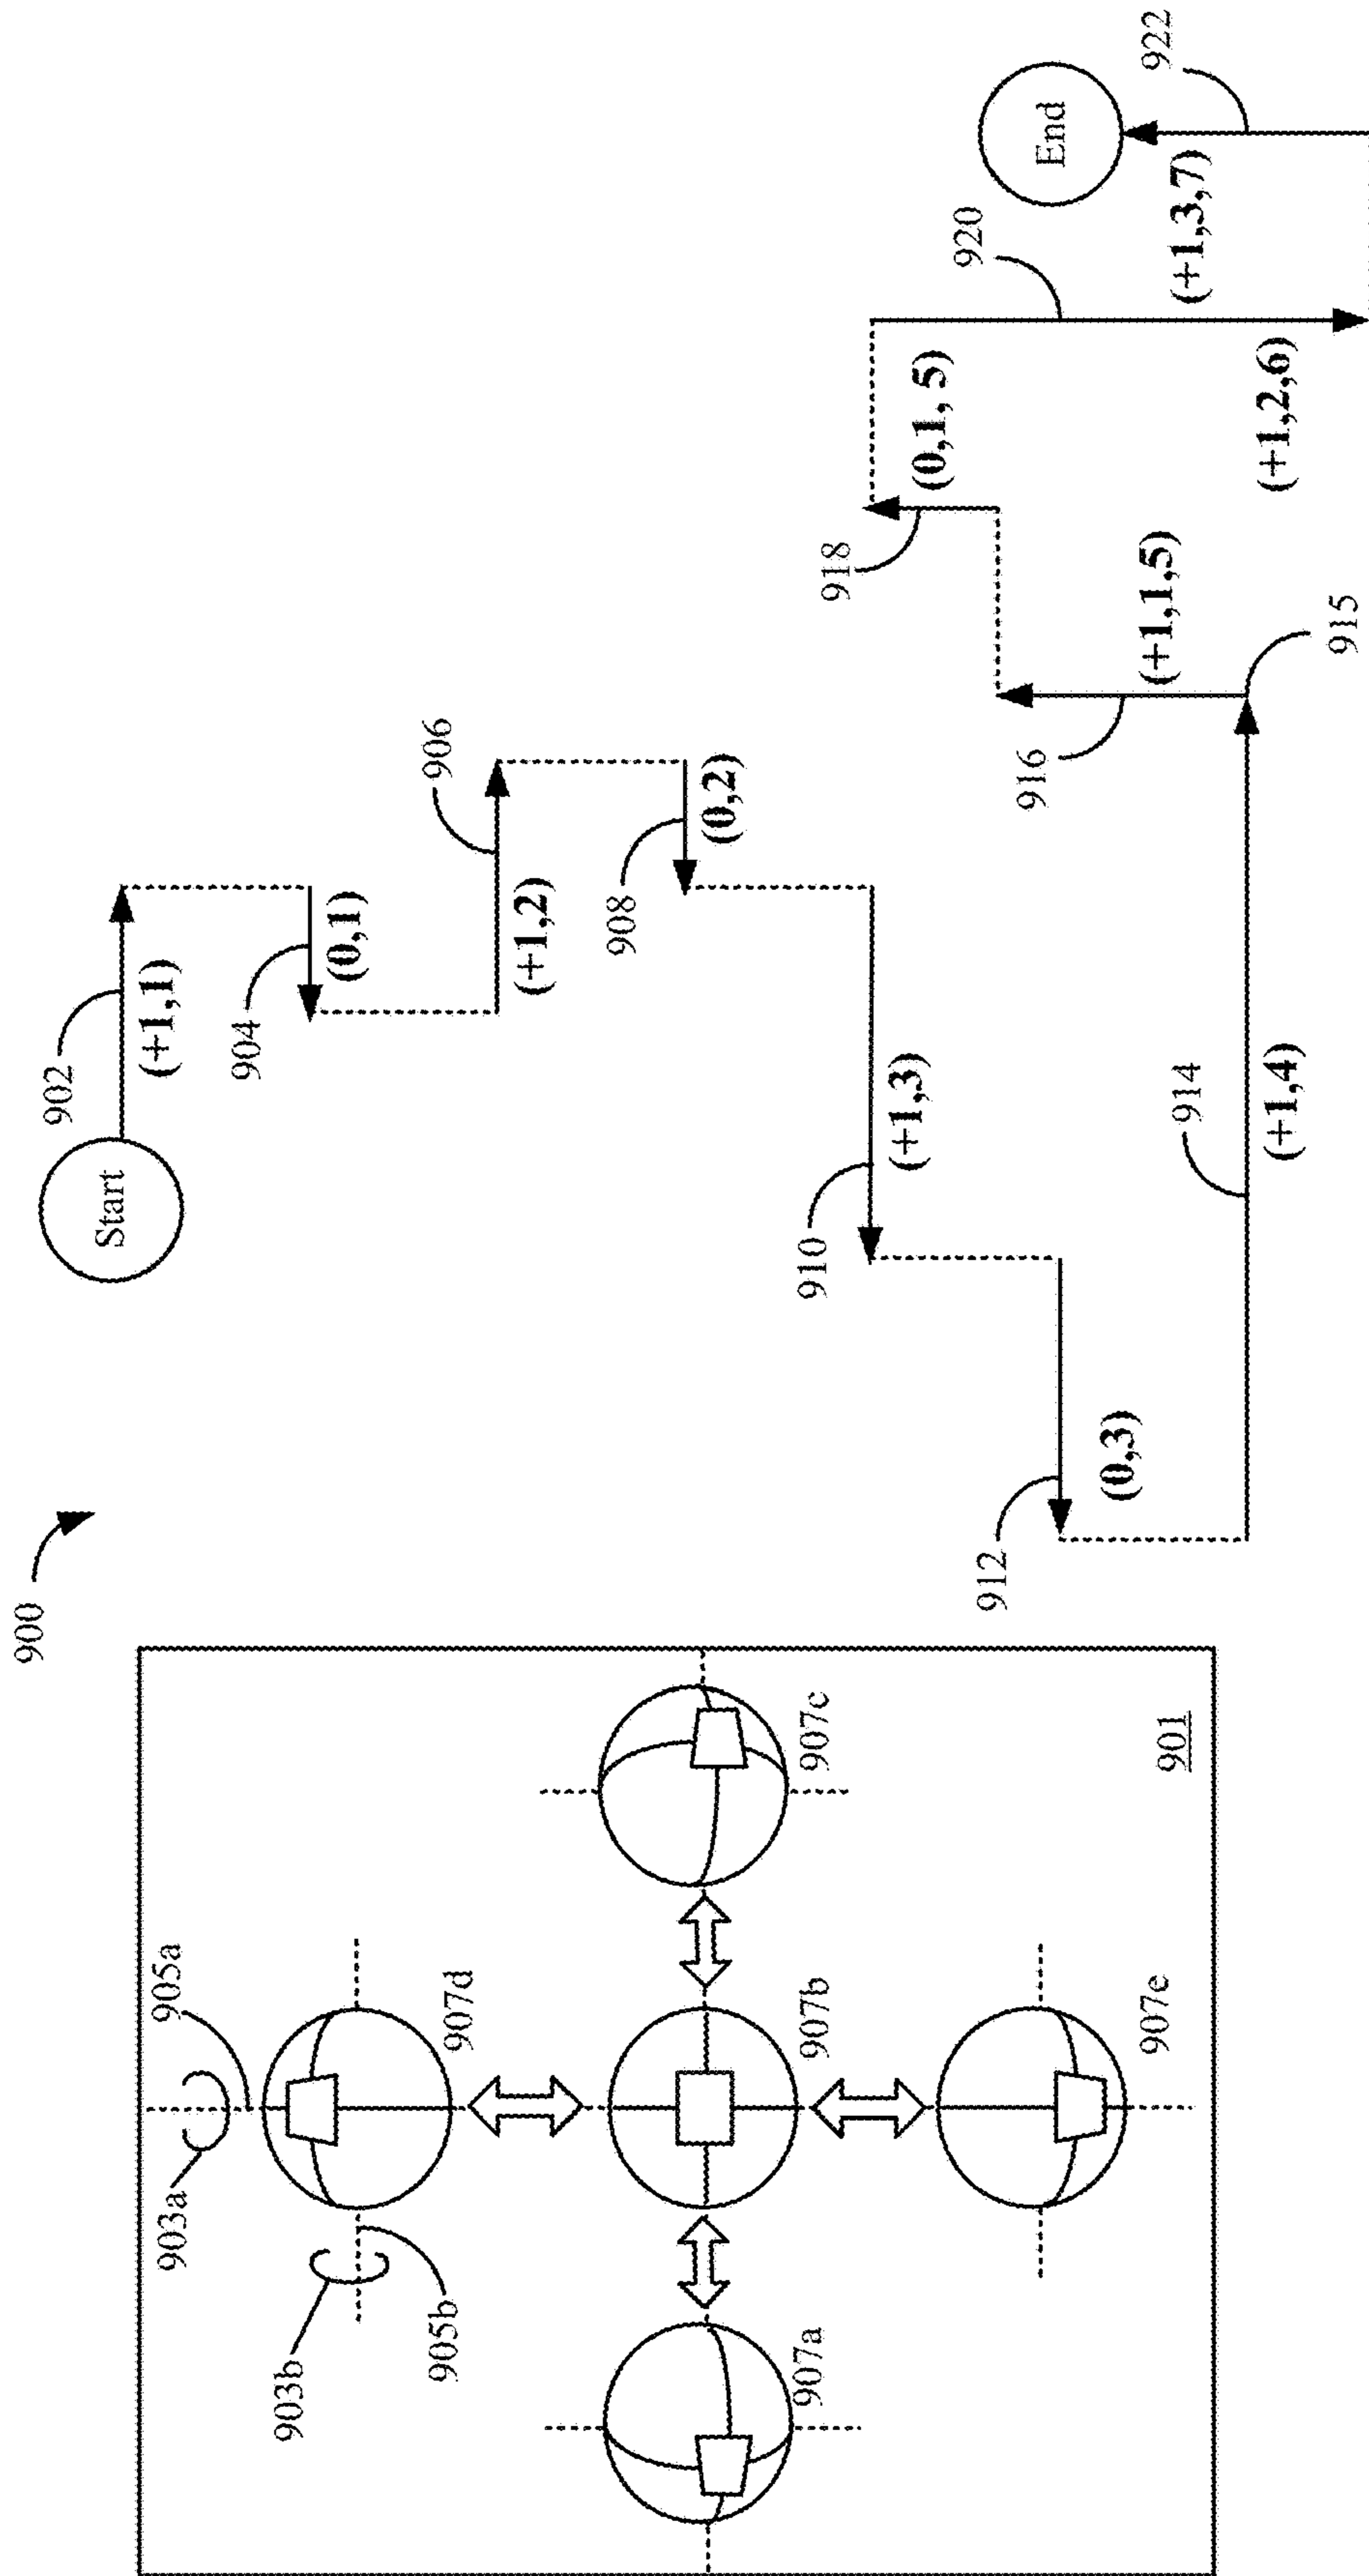 900
901
903a
905a
903b
905b
907d
907a
907b
907c
907e
Start
902
(+1,1)
904
(0,1)
906
(+1,2)
908
(0,2)
910
(+1,3)
912
(0,3)
914
(+1,4)
915
916
(+1,1,5)
918
(0,1, 5)
920
(+1,2,6)
(+1,3,7)
922
End